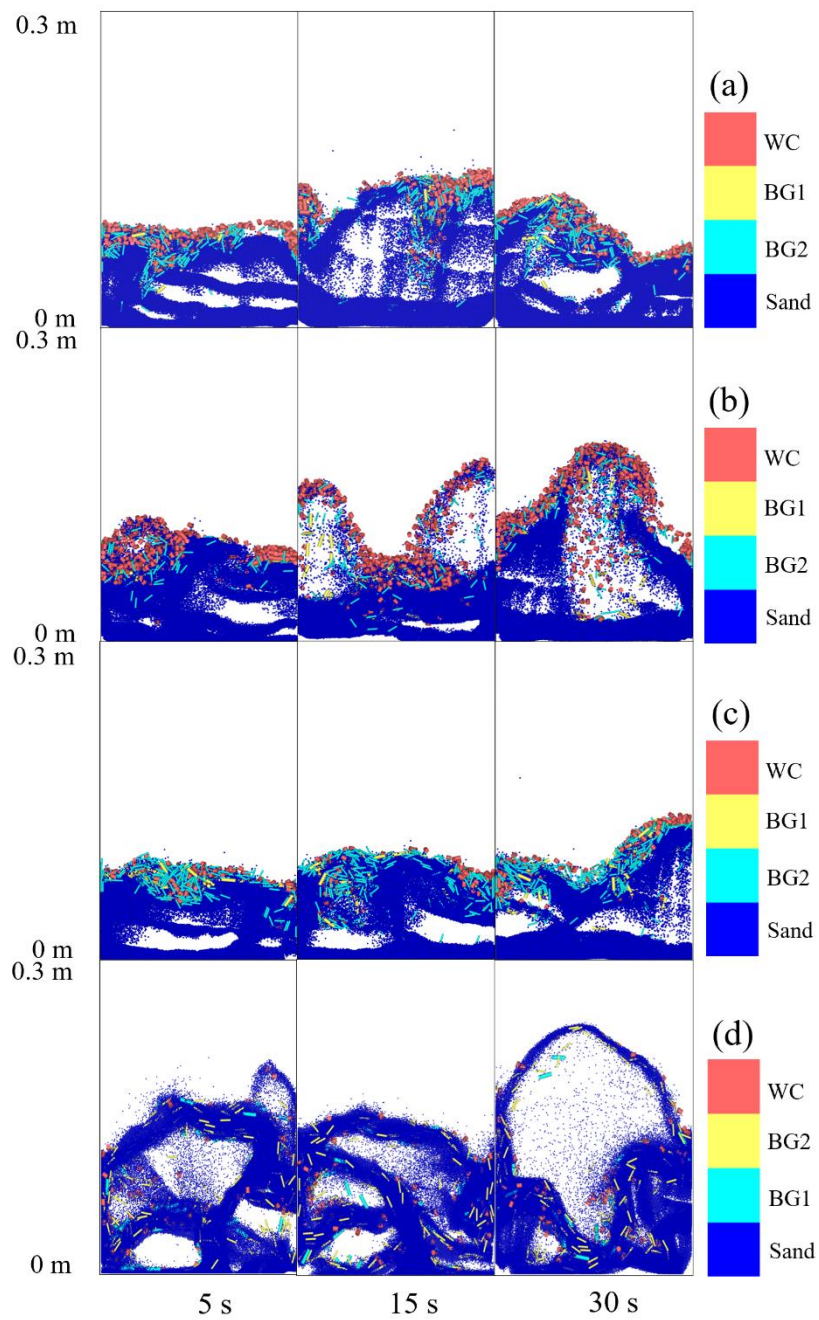 0.3 m
(a)
WC
BG1
BG2
Sand
0 m
0.3 m
(b)
WC
BG1
BG2
Sand
0 m
0.3 m
(c)
WC
BG1
BG2
Sand
0 m
0.3 m
(d)
WC
BG2
BG1
Sand
0 m
5 s
15 s
30 s